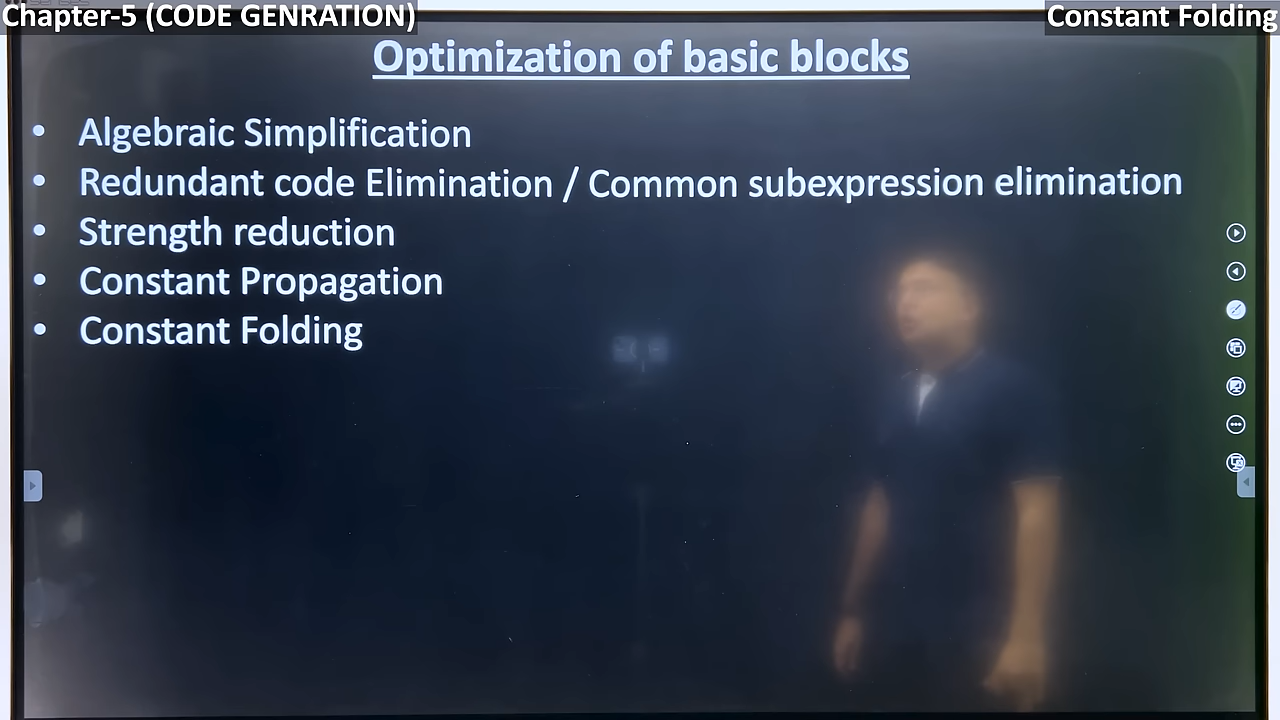 Chapter-5 (CODE GENRATION)
Constant Folding
Optimization of basic blocks
• Algebraic Simplification
• Redundant code Elimination / Common subexpression elimination
• Strength reduction
• Constant Propagation
• Constant Folding